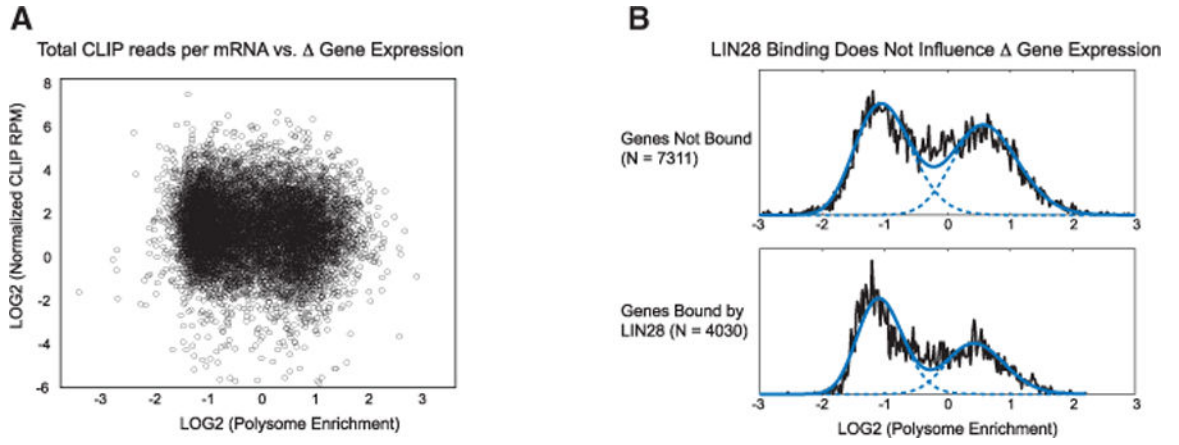 A
Total CLIP reads per mRNA vs. Δ Gene Expression
LOG2 (Normalized CLIP RPM)
8
6
4
2
0
-2
-4
-6
-3 -2 -1 0 1 2 3
LOG2 (Polysome Enrichment)
B
LIN28 Binding Does Not Influence Δ Gene Expression
Genes Not Bound
(N = 7311)
-3 -2 -1 0 1 2 3
Genes Bound by
LIN28 (N = 4030)
-3 -2 -1 0 1 2 3
LOG2 (Polysome Enrichment)